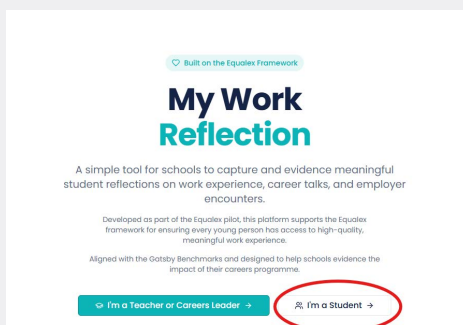 Built on the Equalex Framework
My Work
Reflection
A simple tool for schools to capture and evidence meaningful
student reflections on work experience, career talks, and employer
encounters.
Developed as part of the Equalex pilot, this platform supports the Equalex
framework for ensuring every young person has access to high-quality,
meaningful work experience.
Aligned with the Gatsby Benchmarks and designed to help schools evidence the
impact of their careers programme.
I'm a Teacher or Careers Leader → I'm a Student →